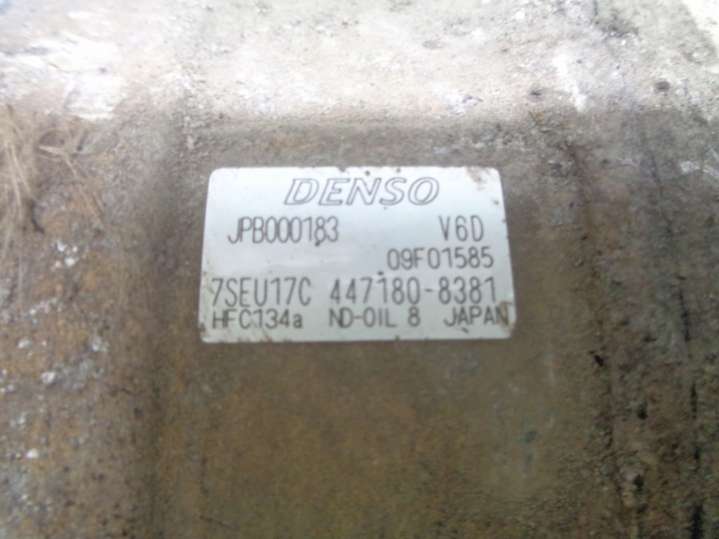 DENSO
JPB000183 V6D
09F01585
7SEU17C 447180-8381
HFC134a ND-OIL 8 JAPAN